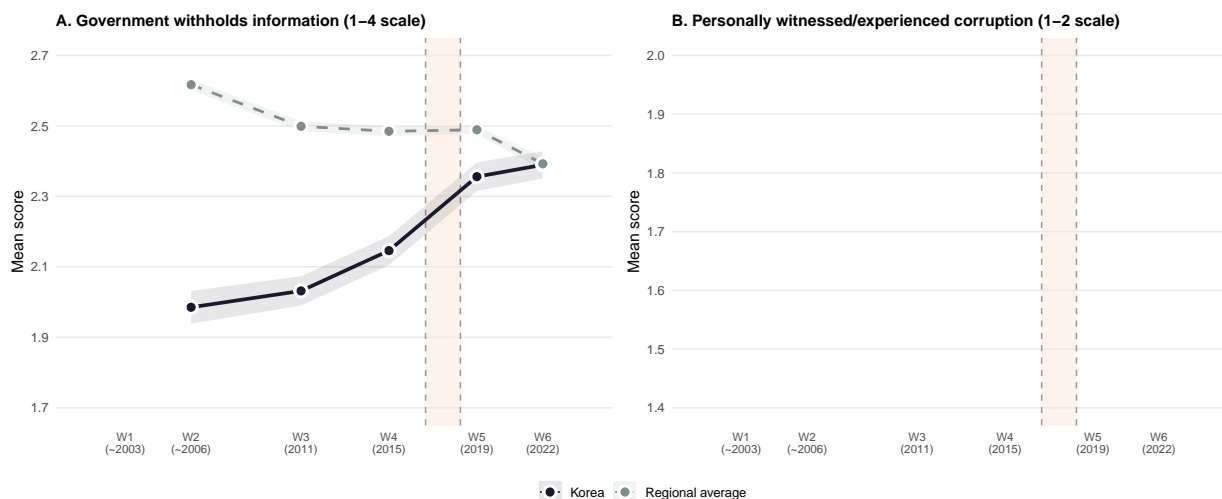 A. Government withholds information (1–4 scale)
Mean score
2.7
2.5
2.3
2.1
1.9
1.7
W1 (~2003)
W2 (~2006)
W3 (2011)
W4 (2015)
W5 (2019)
W6 (2022)
B. Personally witnessed/experienced corruption (1–2 scale)
Mean score
2.0
1.9
1.8
1.7
1.6
1.5
1.4
W1 (~2003)
W2 (~2006)
W3 (2011)
W4 (2015)
W5 (2019)
W6 (2022)
Korea
Regional average